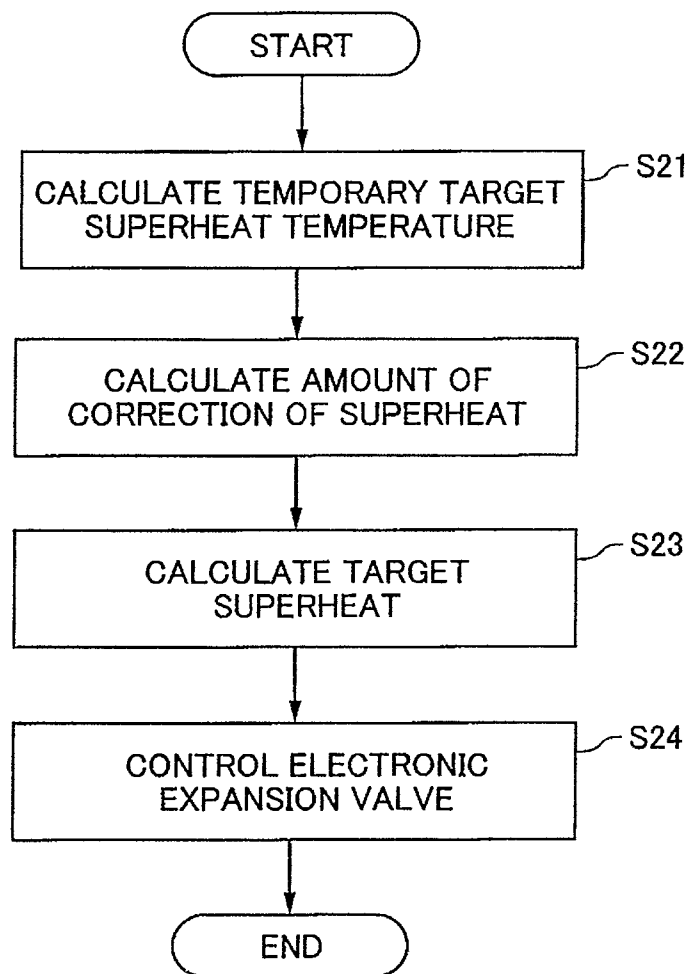 START
S21
CALCULATE TEMPORARY TARGET
SUPERHEAT TEMPERATURE
S22
CALCULATE AMOUNT OF
CORRECTION OF SUPERHEAT
S23
CALCULATE TARGET
SUPERHEAT
S24
CONTROL ELECTRONIC
EXPANSION VALVE
END